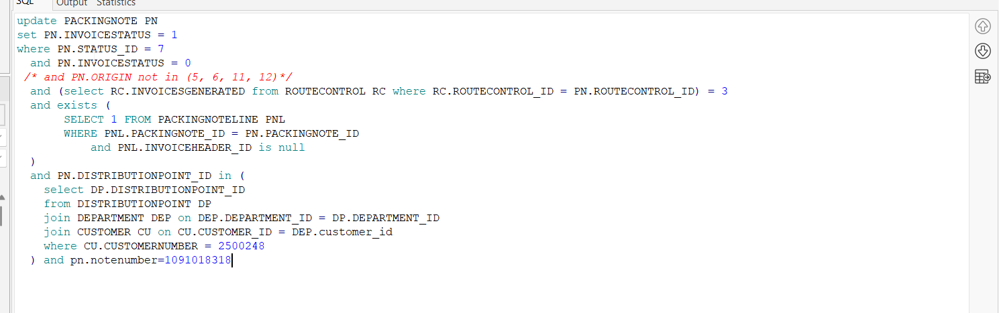 SQL Output Statistics
update PACKINGNOTE PN
set PN.INVOICESTATUS = 1
where PN.STATUS_ID = 7
and PN.INVOICESTATUS = 0
/* and PN.ORIGIN not in (5, 6, 11, 12)*/
and (select RC.INVOICESGENERATED from ROUTECONTROL RC where RC.ROUTECONTROL_ID = PN.ROUTECONTROL_ID) = 3
and exists (
SELECT 1 FROM PACKINGNOTELINE PNL
WHERE PNL.PACKINGNOTE_ID = PN.PACKINGNOTE_ID
and PNL.INVOICEHEADER_ID is null
)
and PN.DISTRIBUTIONPOINT_ID in (
select DP.DISTRIBUTIONPOINT_ID
from DISTRIBUTIONPOINT DP
join DEPARTMENT DEP on DEP.DEPARTMENT_ID = DP.DEPARTMENT_ID
join CUSTOMER CU on CU.CUSTOMER_ID = DEP.customer_id
where CU.CUSTOMERNUMBER = 2500248
) and pn.notenumber=1091018318